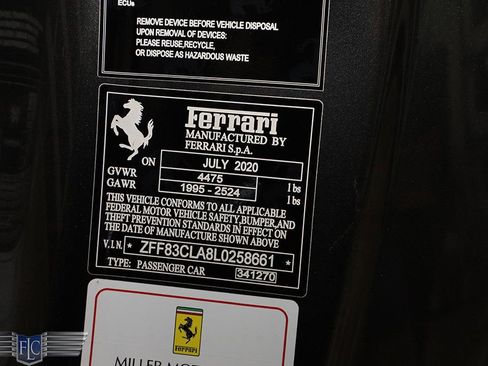 ECUs
REMOVE DEVICE BEFORE VEHICLE DISPOSAL
UPON REMOVAL OF DEVICES:
PLEASE REUSE,RECYCLE,
OR DISPOSE AS HAZARDOUS WASTE
Ferrari
MANUFACTURED BY
FERRARI S.p.A.
ON JULY 2020
GVWR 4475 lbs
GAWR 1995 - 2524 lbs
THIS VEHICLE CONFORMS TO ALL APPLICABLE
FEDERAL MOTOR VEHICLE SAFETY,BUMPER,AND
THEFT PREVENTION STANDARDS IN EFFECT ON
THE DATE OF MANUFACTURE SHOWN ABOVE
V.I.N. * ZFF83CLA8L0258661 *
TYPE: PASSENGER CAR 341270
Ferrari
MILLER MO
FLC